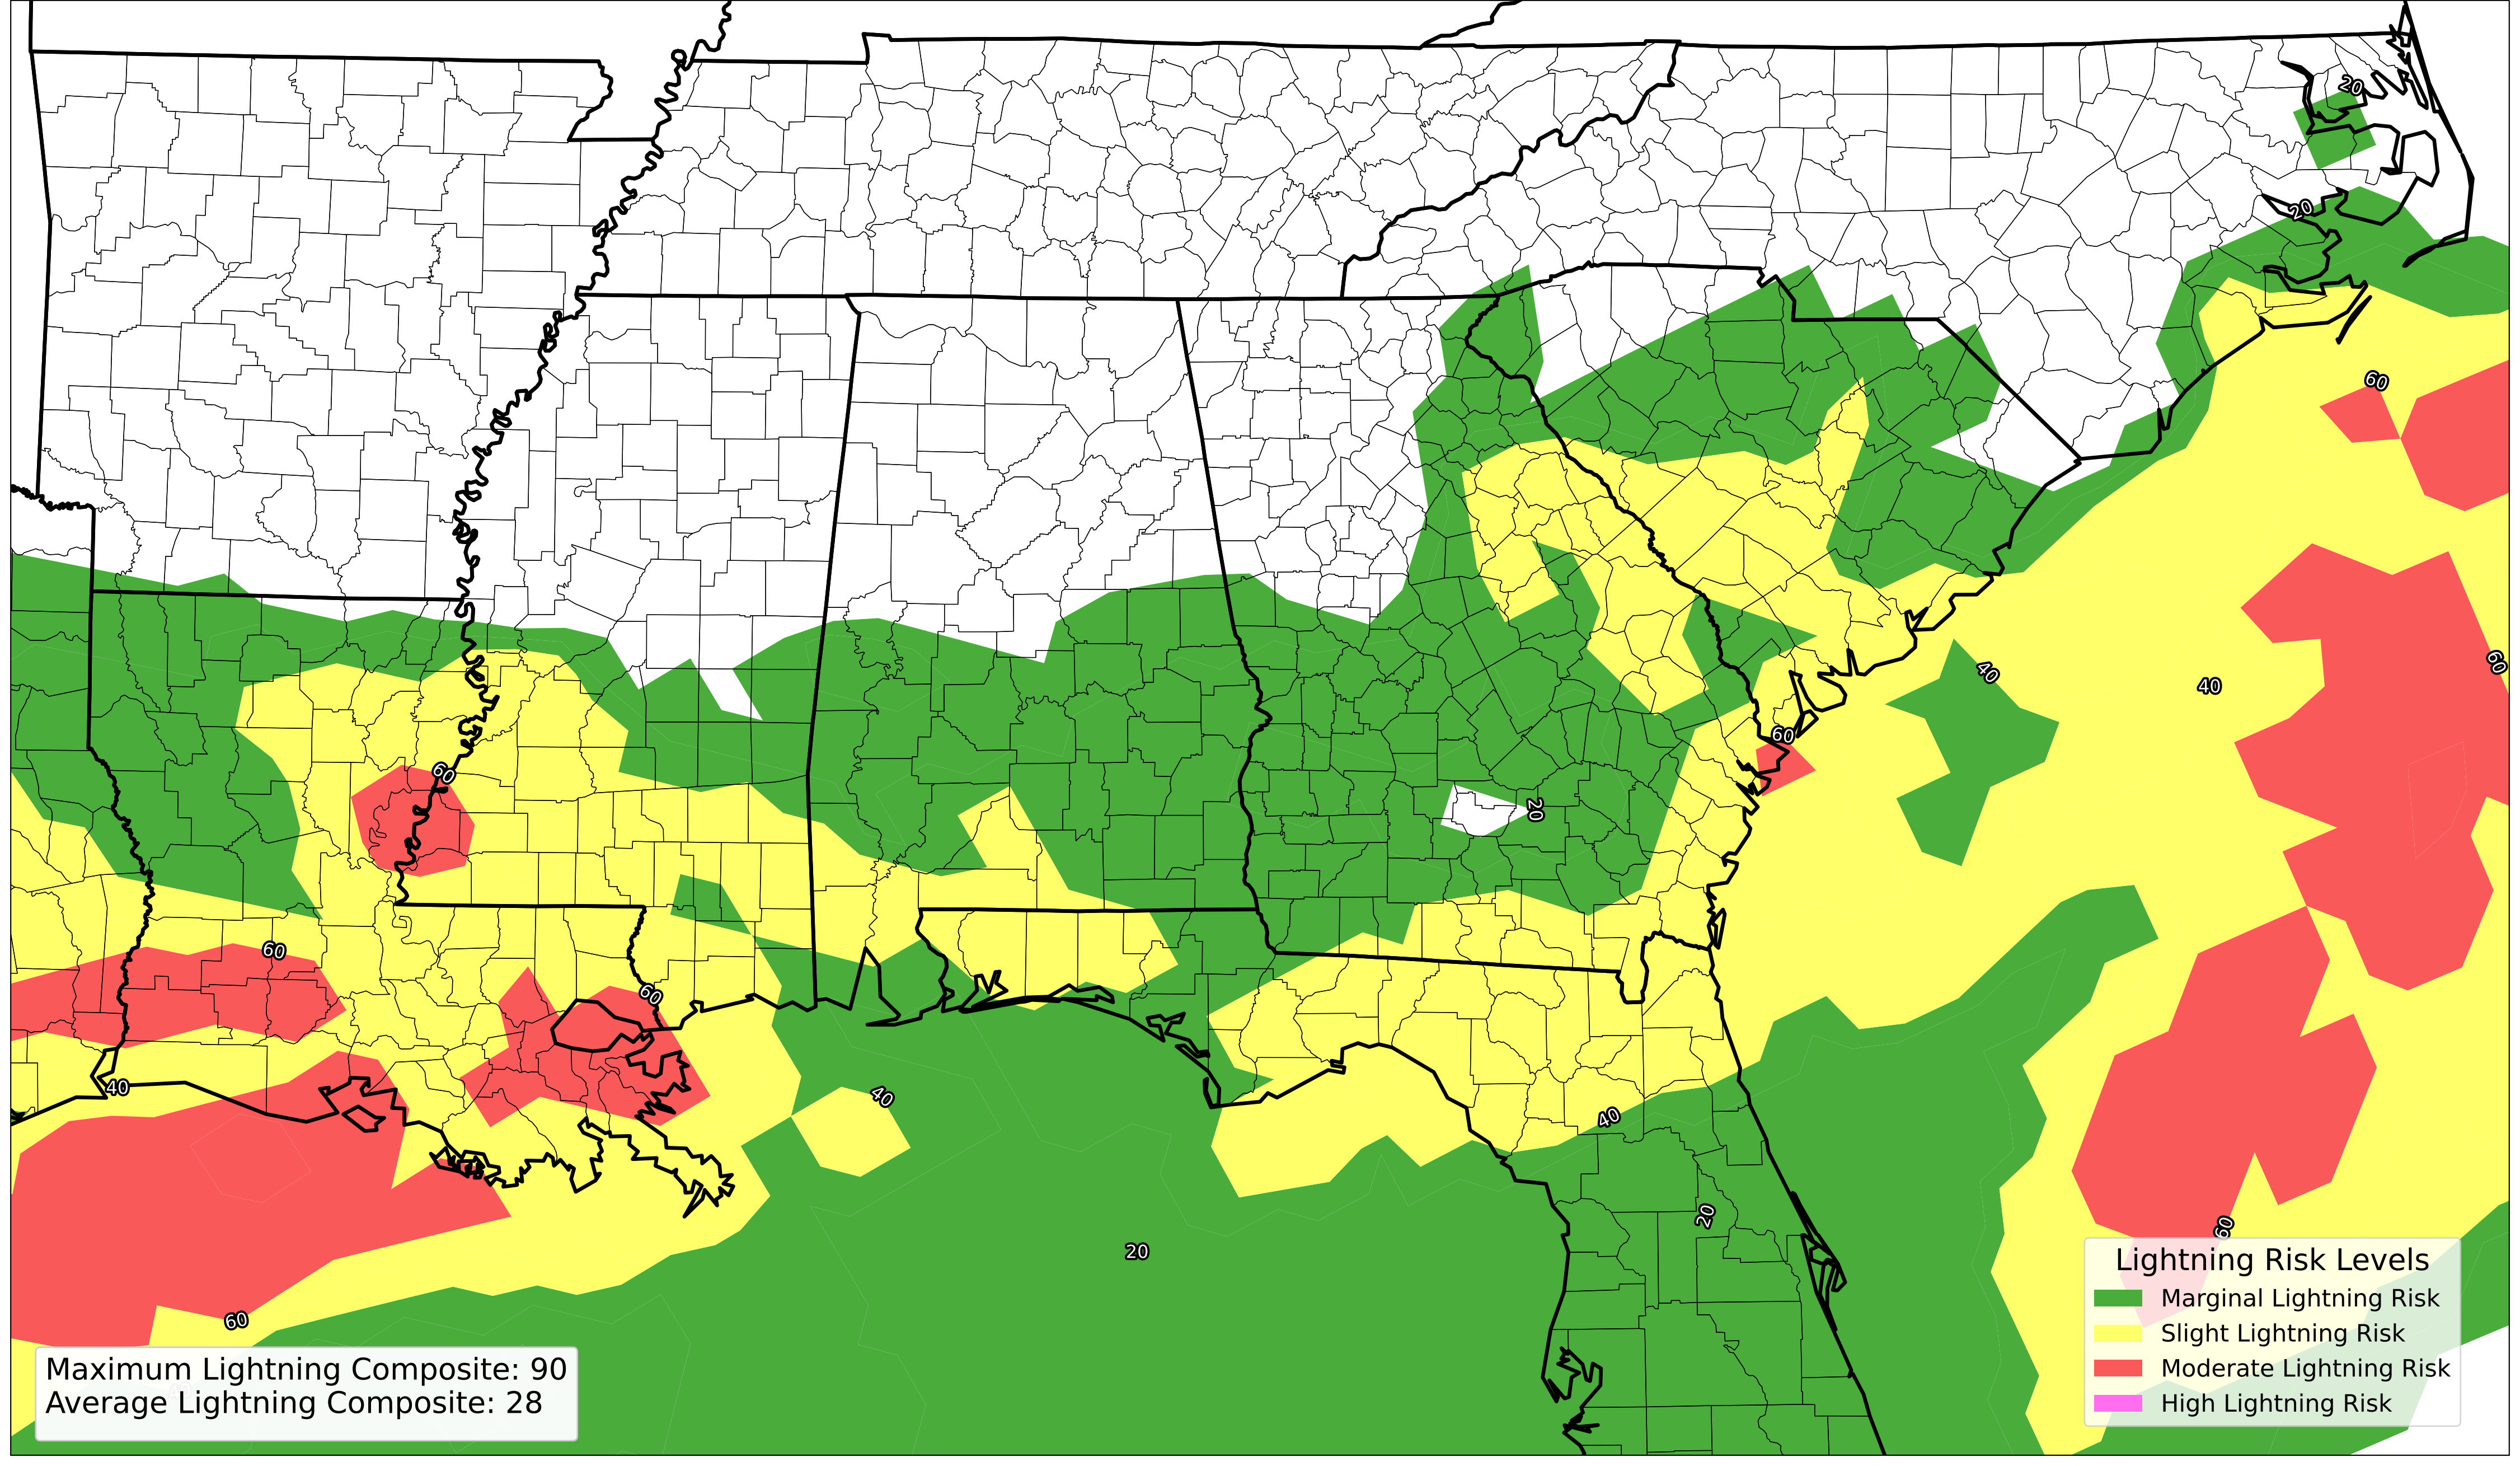 20
20
60
40
40
60
60
60
20
60
60
40
40
40
20
20
60
60
Lightning Risk Levels
Marginal Lightning Risk
Slight Lightning Risk
Moderate Lightning Risk
High Lightning Risk
Maximum Lightning Composite: 90
Average Lightning Composite: 28